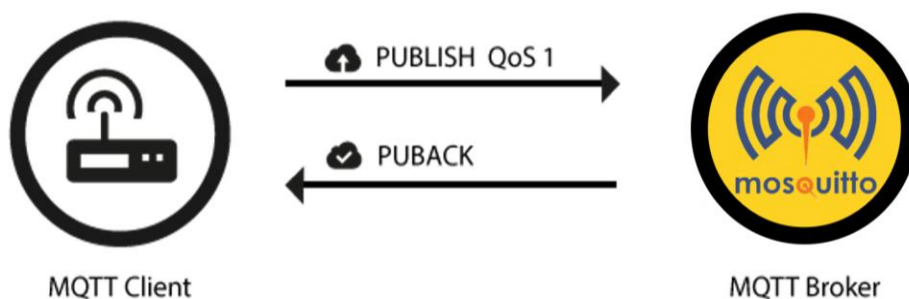 PUBLISH QoS 1
PUBACK
mosquitto
MQTT Client
MQTT Broker